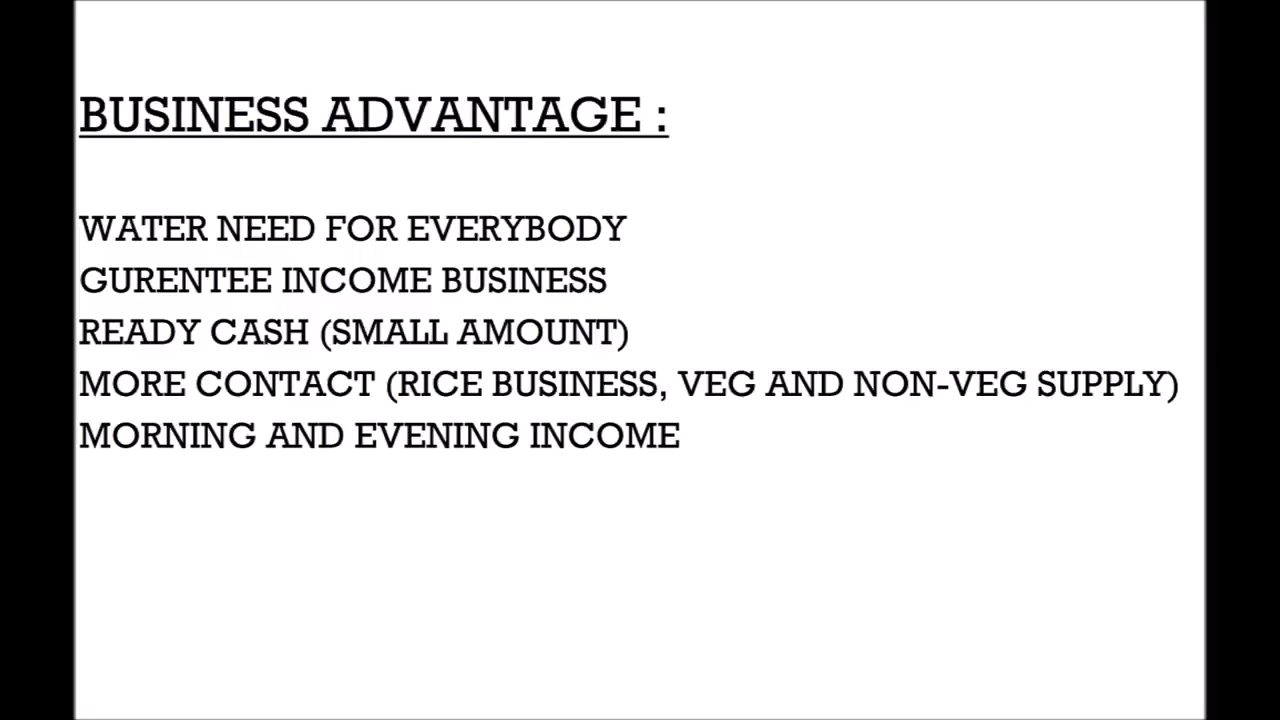 BUSINESS ADVANTAGE :
WATER NEED FOR EVERYBODY
GURENTEE INCOME BUSINESS
READY CASH (SMALL AMOUNT)
MORE CONTACT (RICE BUSINESS, VEG AND NON-VEG SUPPLY)
MORNING AND EVENING INCOME